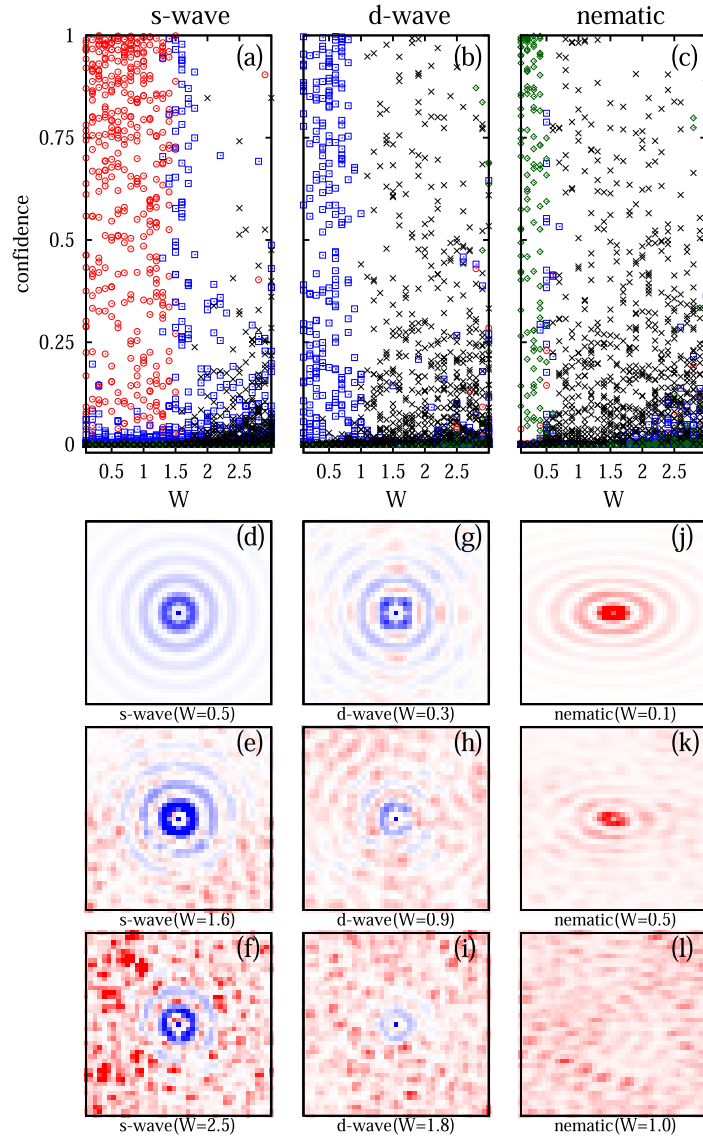 s-wave d-wave nematic
(a) (b) (c)
1
0.75
0.5
0.25
0
confidence
0.5 1 1.5 2 2.5 0.5 1 1.5 2 2.5 0.5 1 1.5 2 2.5
W W W
(d) (g) (j)
s-wave(W=0.5) d-wave(W=0.3) nematic(W=0.1)
(e) (h) (k)
s-wave(W=1.6) d-wave(W=0.9) nematic(W=0.5)
(f) (i) (l)
s-wave(W=2.5) d-wave(W=1.8) nematic(W=1.0)